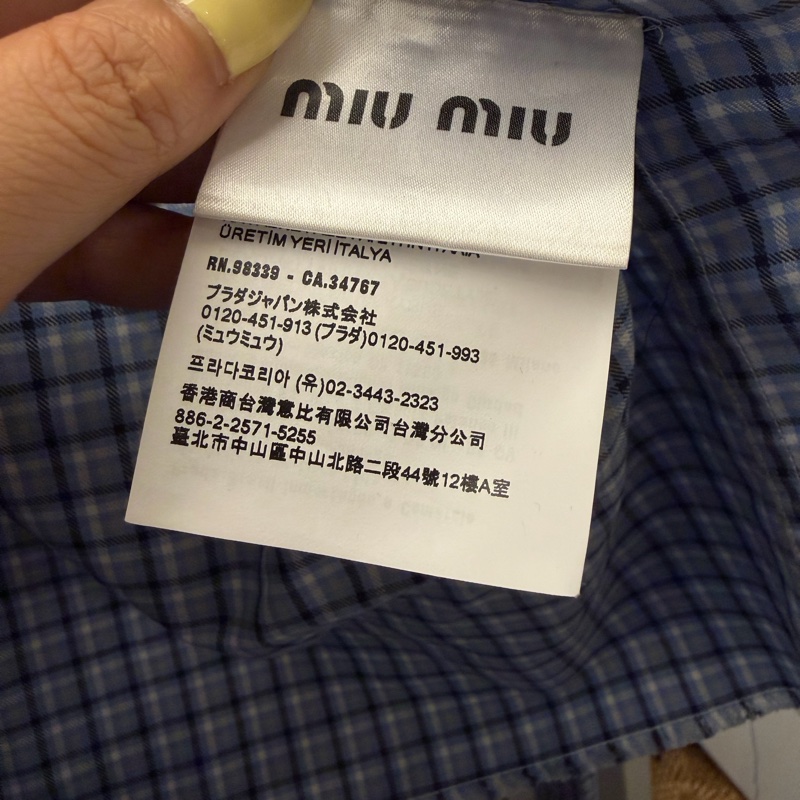 miu miu
ÜRETİM YERİ İTALYA
RN.98339 - CA.34767
プラダジャパン株式会社
0120-451-913 (プラダ)0120-451-993
(ミュウミュウ)
프라다코리아 (유)02-3443-2323
香港商台灣意比有限公司台灣分公司
886-2-2571-5255
臺北市中山區中山北路二段44號12樓A室